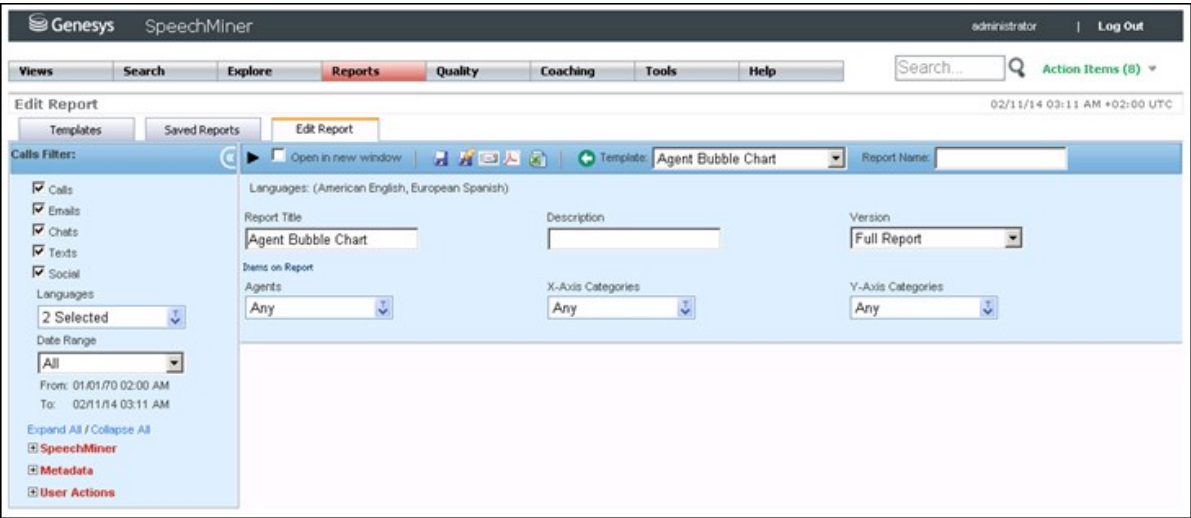 Genesys SpeechMiner administrator | Log Out
Views Search Explore Reports Quality Coaching Tools Help Search... Action Items (8)
Edit Report 02/11/14 03:11 AM +02:00 UTC
Templates Saved Reports Edit Report
Calls Filter: Open in new window Template: Agent Bubble Chart Report Name:
Calls
Emails
Chats
Texts
Social
Languages
2 Selected
Date Range
All
From: 01/01/70 02:00 AM
To: 02/11/14 03:11 AM
Expand All / Collapse All
SpeechMiner
Metadata
User Actions
Languages: (American English, European Spanish)
Report Title Description Version
Agent Bubble Chart Full Report
Items on Report
Agents X-Axis Categories Y-Axis Categories
Any Any Any